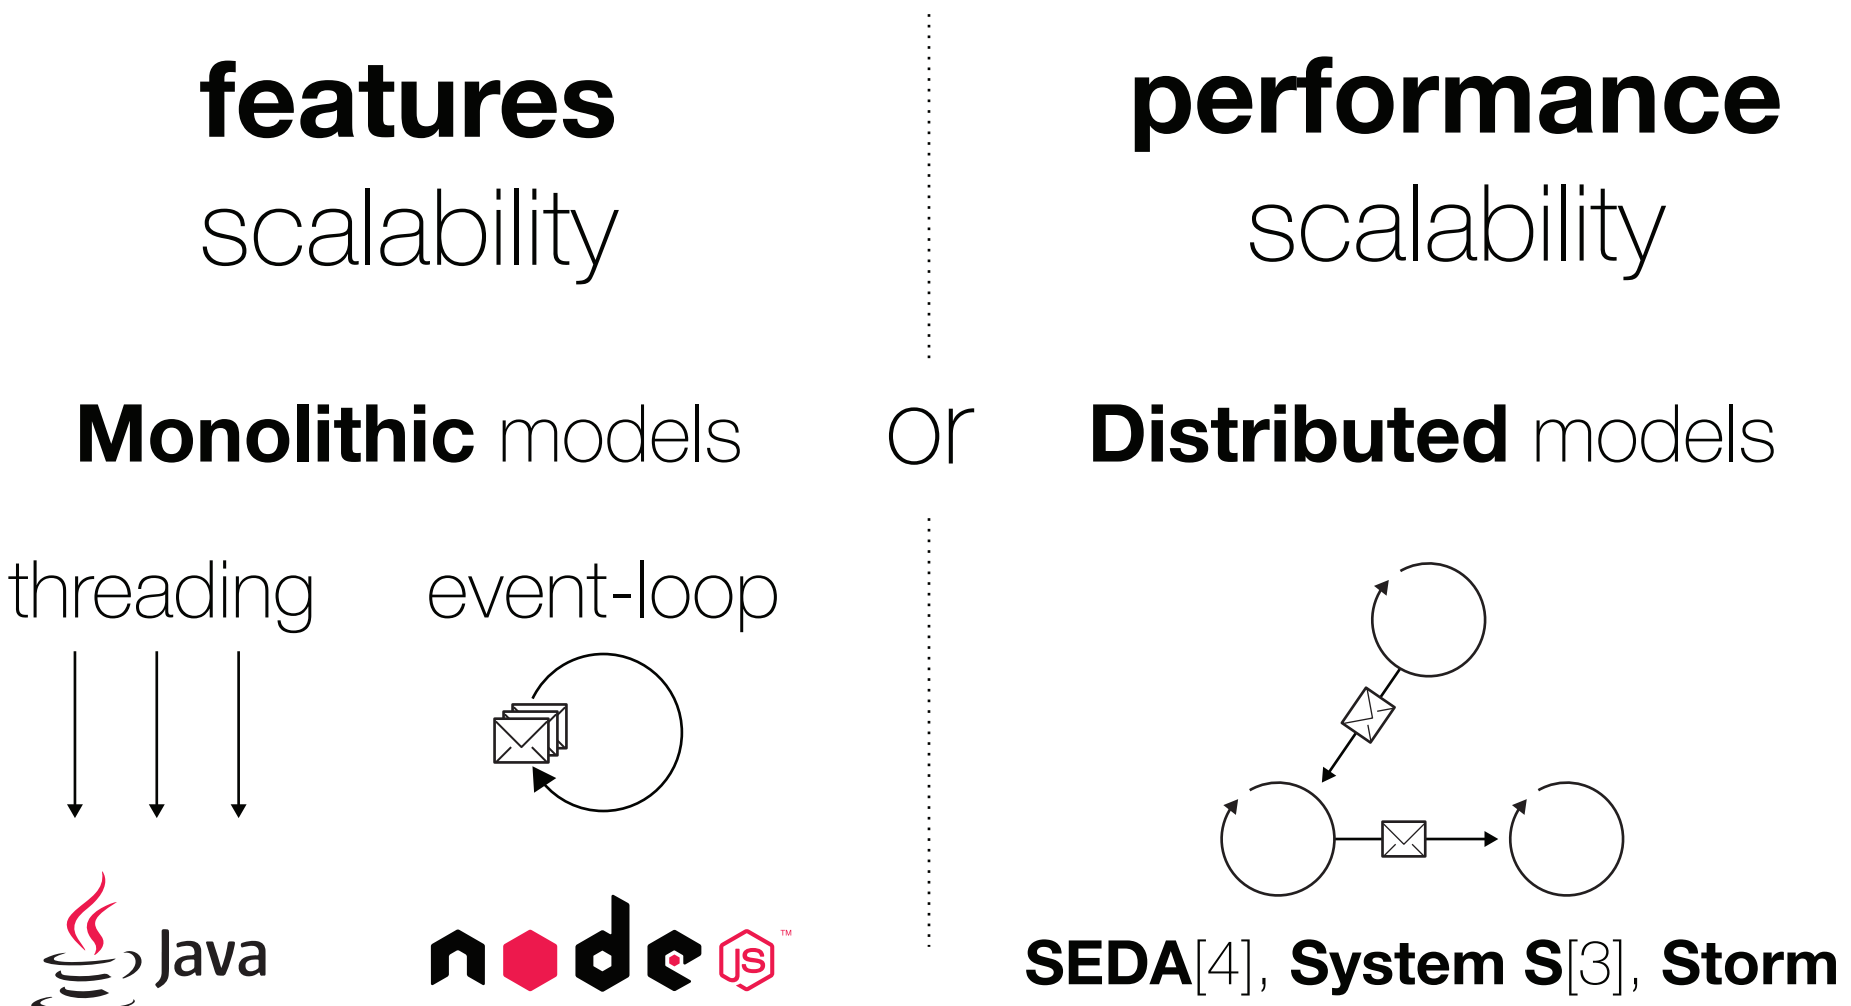 features
scalability
performance
scalability
Monolithic models
or
Distributed models
threading
event-loop
Java
node JS ™
SEDA[4], System S[3], Storm